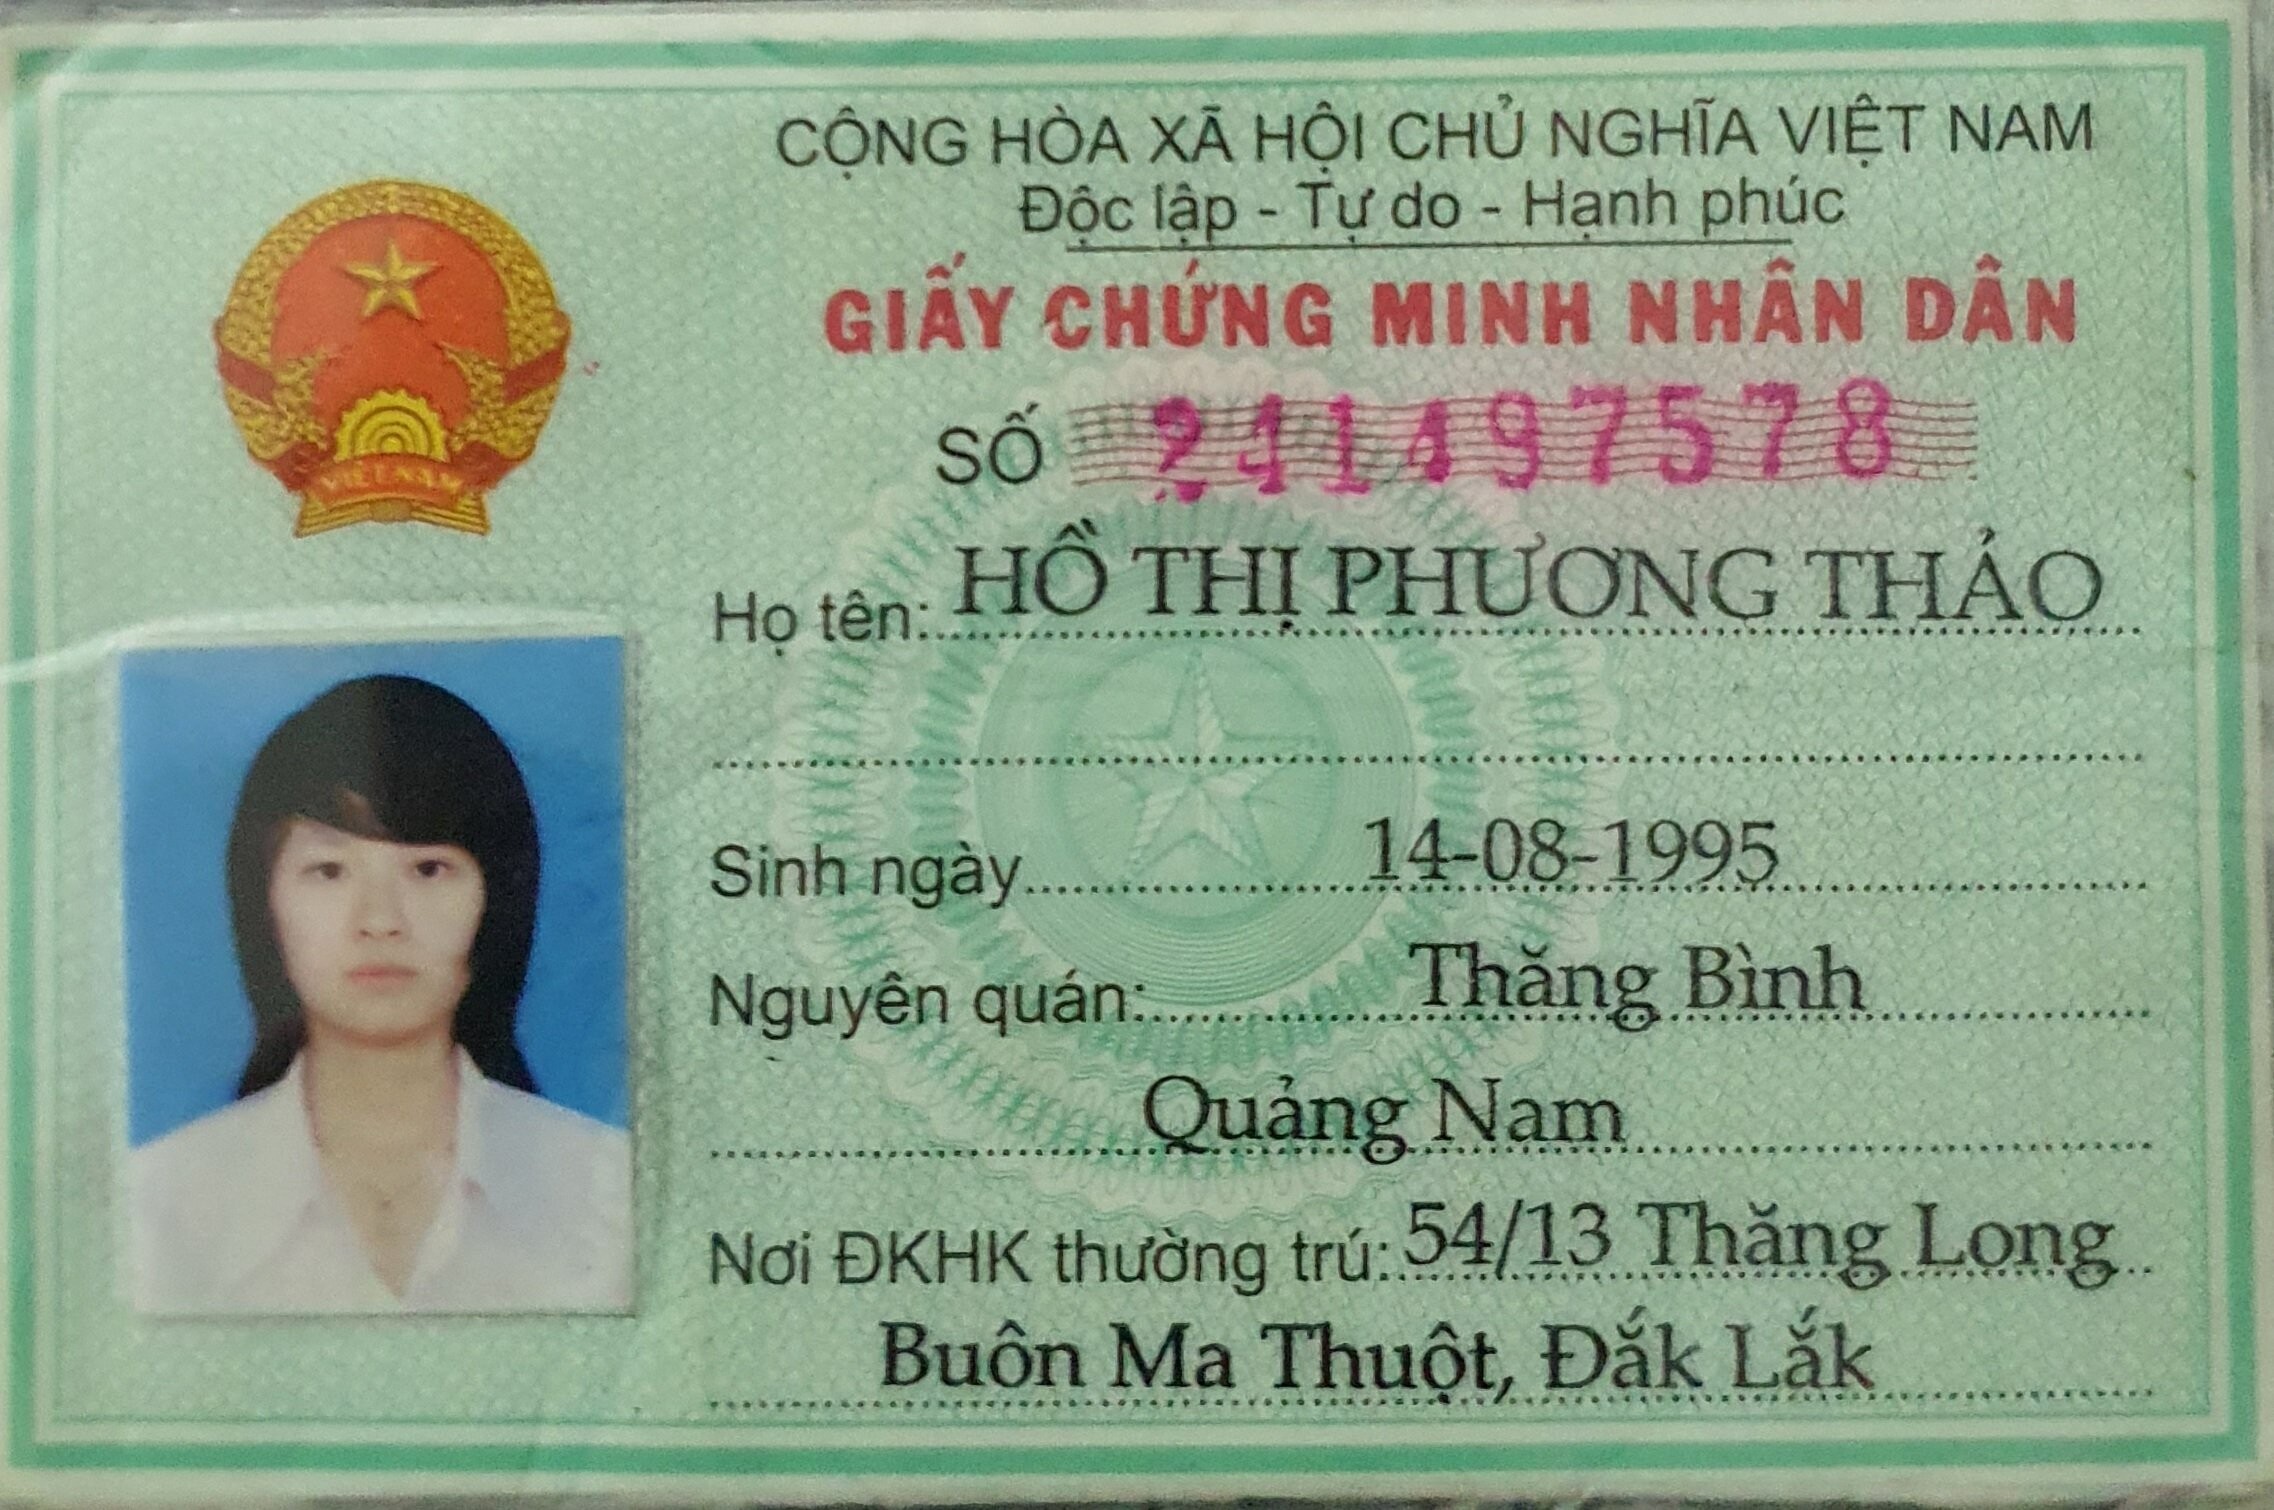 CỘNG HÒA XÃ HỘI CHỦ NGHĨA VIỆT NAM
Độc lập - Tự do - Hạnh phúc
GIẤY CHỨNG MINH NHÂN DÂN
SỐ 241497578
VIỆT NAM
Họ tên: HỒ THỊ PHƯƠNG THẢO
Sinh ngày 14-08-1995
Nguyên quán: Thăng Bình
Quảng Nam
Nơi ĐKHK thường trú: 54/13 Thăng Long
Buôn Ma Thuột, Đắk Lắk